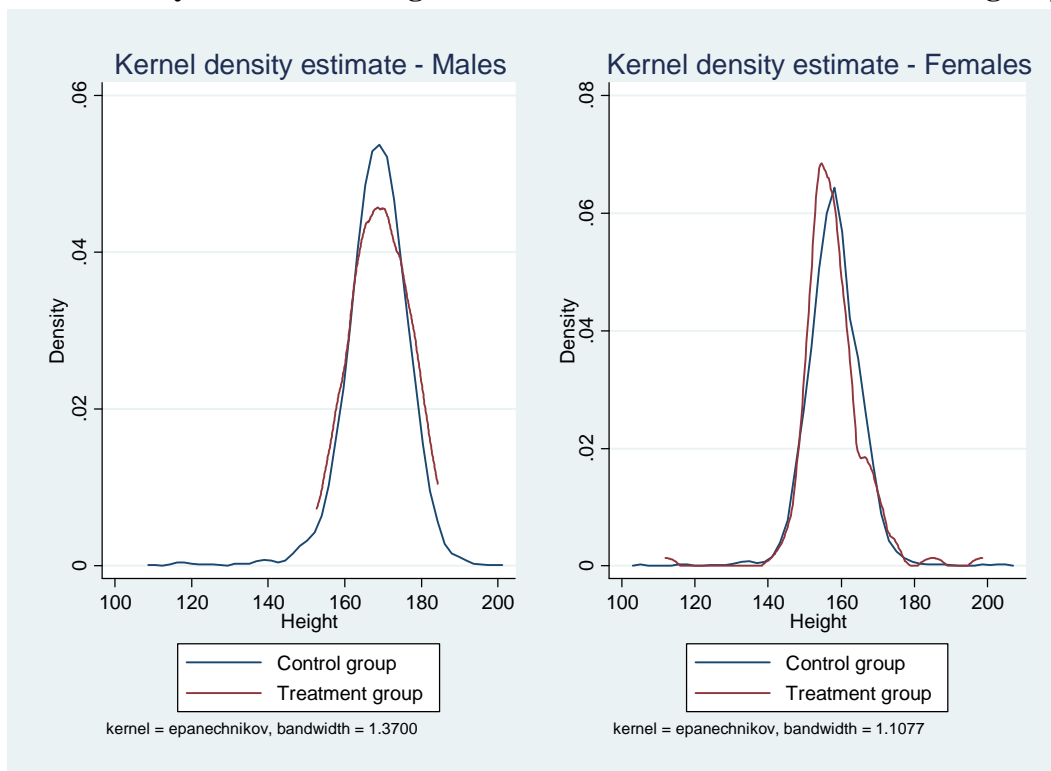 Kernel density estimate - Males
.06
.04
.02
0
Density
100 120 140 160 180 200
Height
Control group
Treatment group
kernel = epanechnikov, bandwidth = 1.3700
Kernel density estimate - Females
.08
.06
.04
.02
0
Density
100 120 140 160 180 200
Height
Control group
Treatment group
kernel = epanechnikov, bandwidth = 1.1077